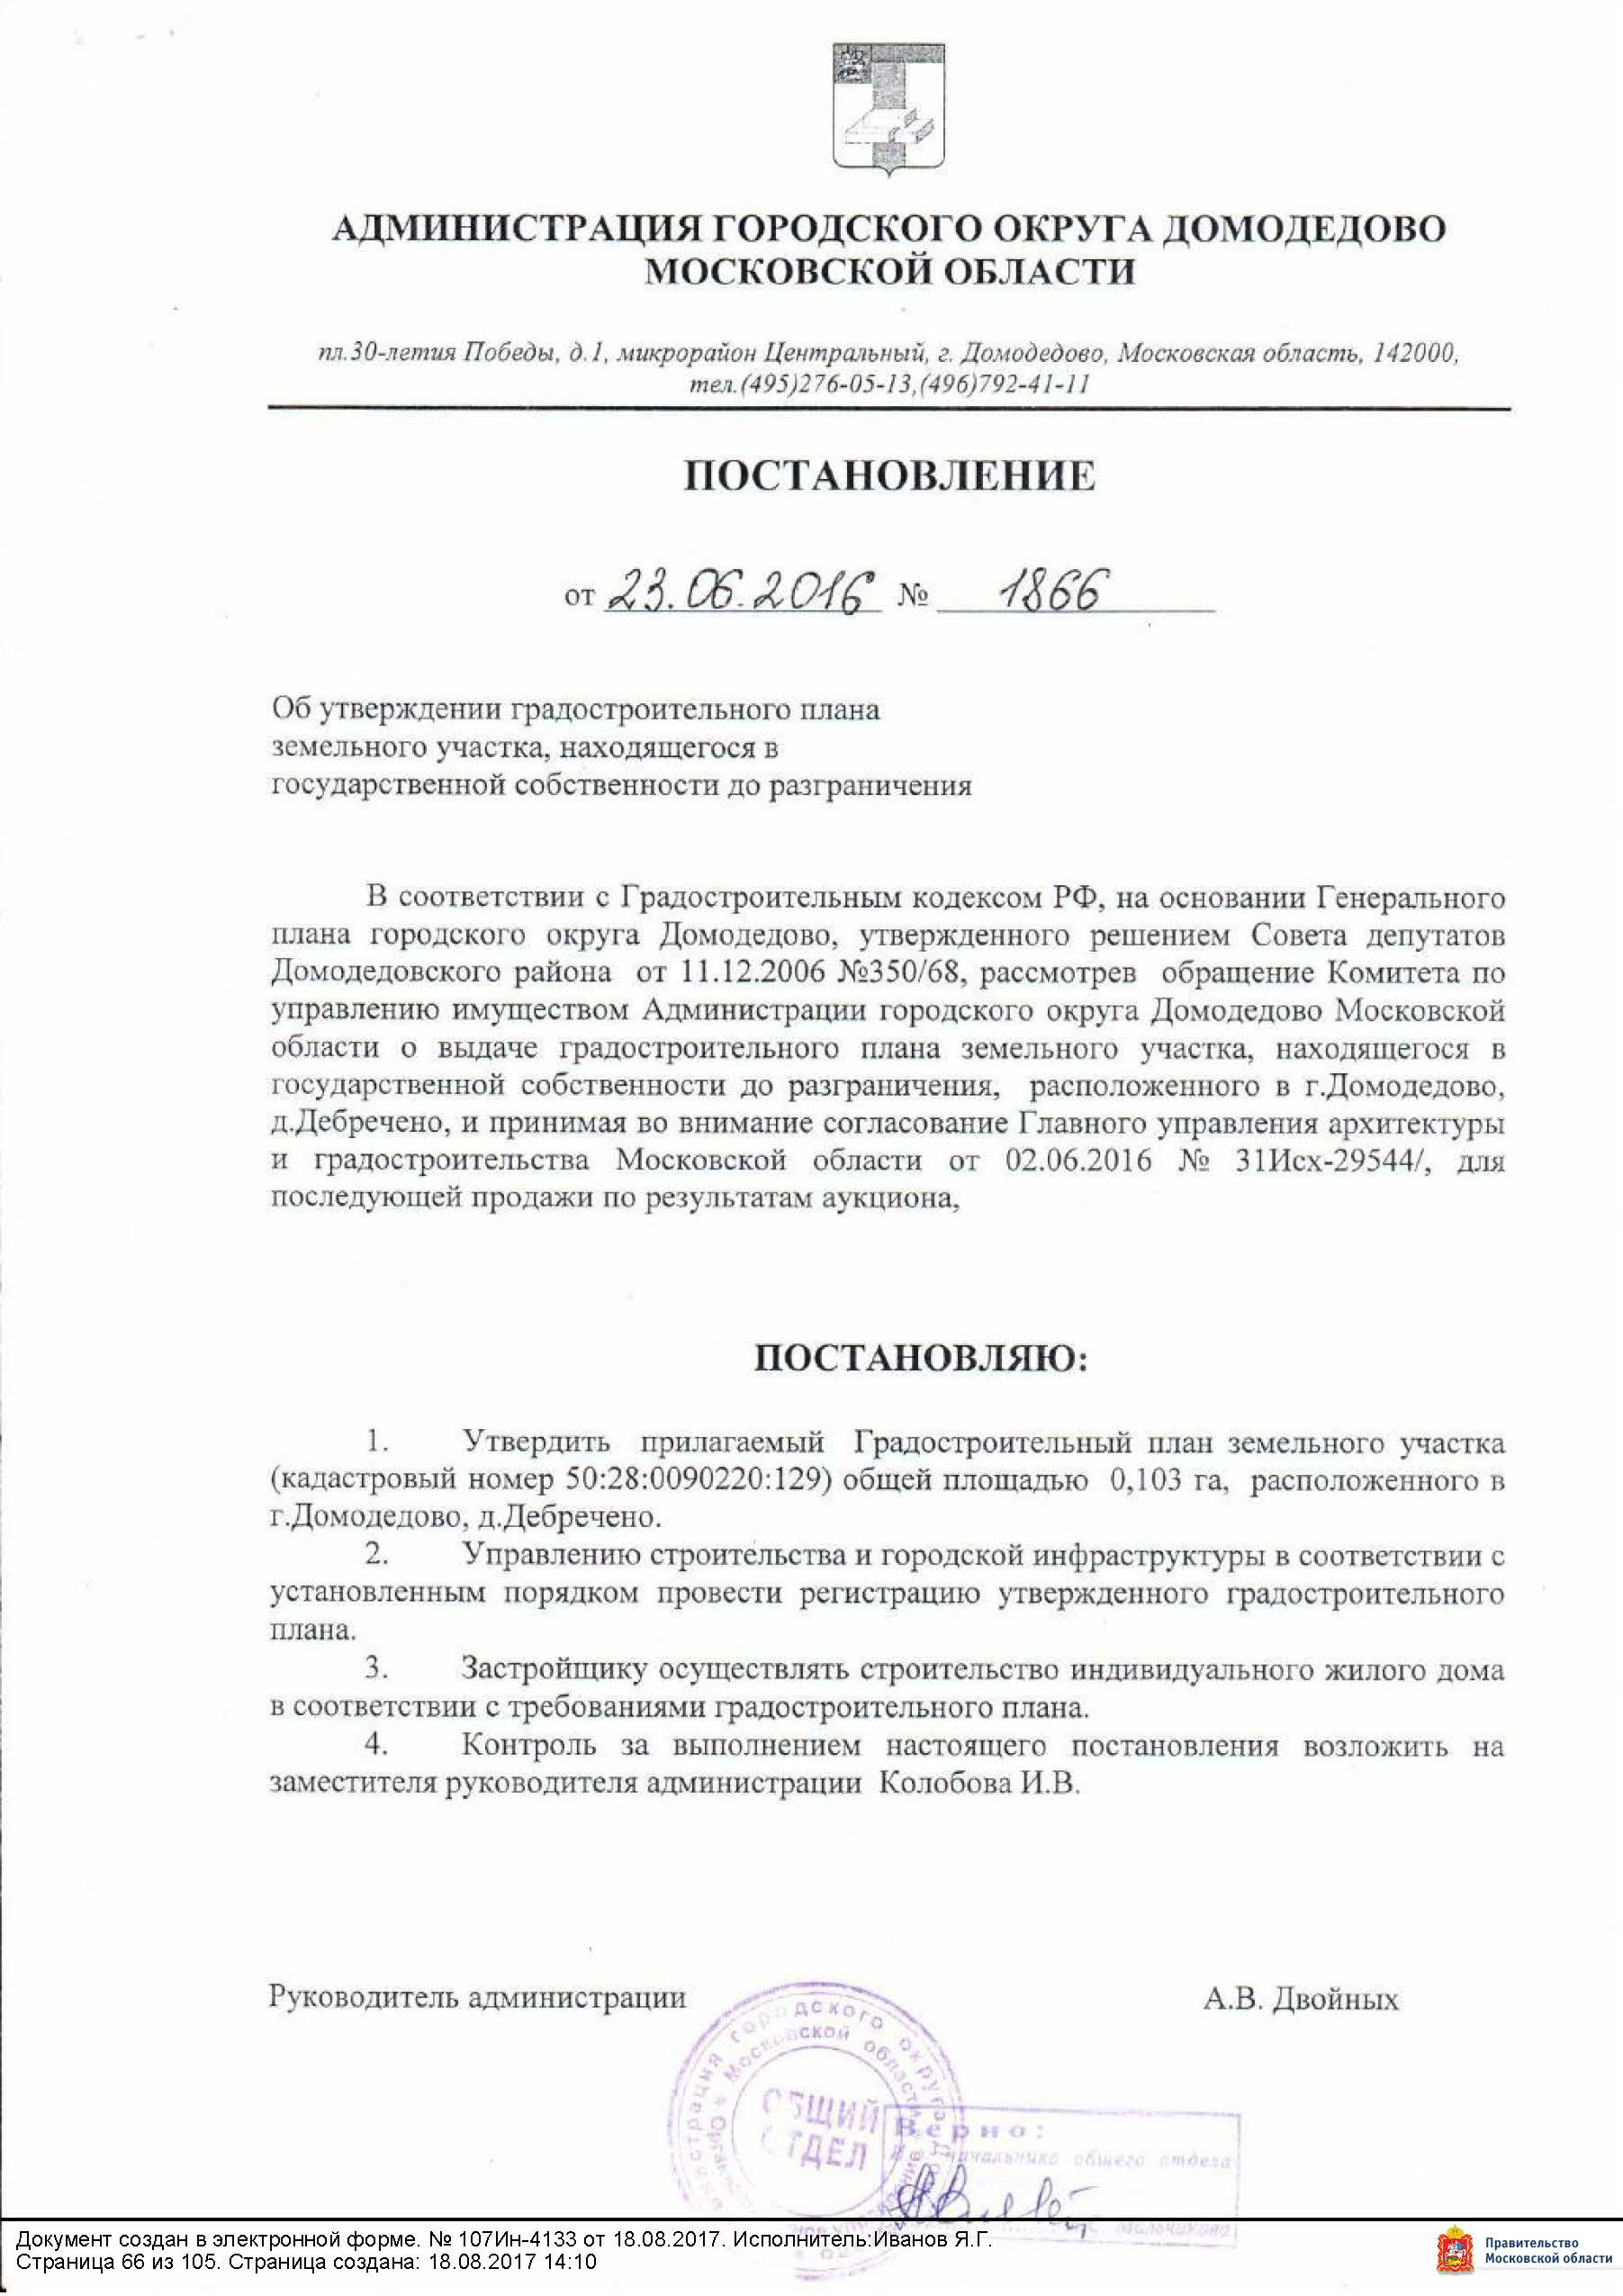 АДМИНИСТРАЦИЯ ГОРОДСКОГО ОКРУГА ДОМОДЕДОВО
МОСКОВСКОЙ ОБЛАСТИ
пл.30-летия Победы, д.1, микрорайон Центральный, г. Домодедово, Московская область, 142000,
тел.(495)276-05-13,(496)792-41-11
ПОСТАНОВЛЕНИЕ
от 23.06.2016 № 1866
Об утверждении градостроительного плана
земельного участка, находящегося в
государственной собственности до разграничения
В соответствии с Градостроительным кодексом РФ, на основании Генерального
плана городского округа Домодедово, утвержденного решением Совета депутатов
Домодедовского района от 11.12.2006 №350/68, рассмотрев обращение Комитета по
управлению имуществом Администрации городского округа Домодедово Московской
области о выдаче градостроительного плана земельного участка, находящегося в
государственной собственности до разграничения, расположенного в г.Домодедово,
д.Дебречено, и принимая во внимание согласование Главного управления архитектуры
и градостроительства Московской области от 02.06.2016 № 31Исх-29544/, для
последующей продажи по результатам аукциона,
ПОСТАНОВЛЯЮ:
1. Утвердить прилагаемый Градостроительный план земельного участка
(кадастровый номер 50:28:0090220:129) общей площадью 0,103 га, расположенного в
г.Домодедово, д.Дебречено.
2. Управлению строительства и городской инфраструктуры в соответствии с
установленным порядком провести регистрацию утвержденного градостроительного
плана.
3. Застройщику осуществлять строительство индивидуального жилого дома
в соответствии с требованиями градостроительного плана.
4. Контроль за выполнением настоящего постановления возложить на
заместителя руководителя администрации Колобова И.В.
Руководитель администрации А.В. Двойных
городского округа
Московской области
ОБЩИЙ
ОТДЕЛ
Верно:
начальника общего отдела
Документ создан в электронной форме. № 107Ин-4133 от 18.08.2017. Исполнитель:Иванов Я.Г.
Страница 66 из 105. Страница создана: 18.08.2017 14:10
Правительство
Московской области